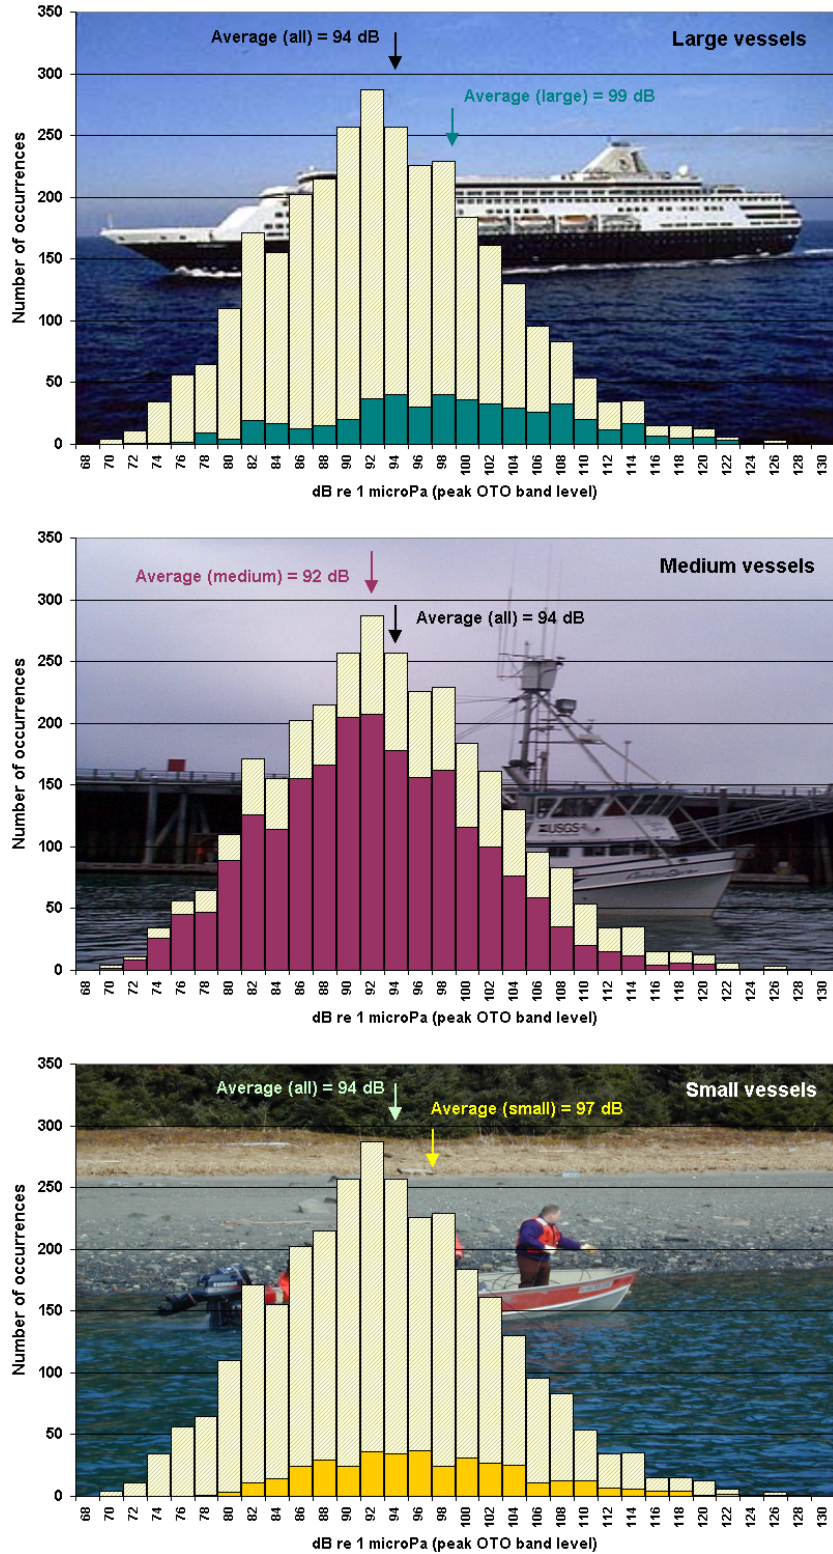 350
300
250
200
150
100
50
0
Number of occurrences
Average (all) = 94 dB
Large vessels
Average (large) = 99 dB
68 70 72 74 76 78 80 82 84 86 88 90 92 94 96 98 100 102 104 106 108 110 112 114 116 118 120 122 124 126 128 130
dB re 1 microPa (peak OTO band level)
350
300
250
200
150
100
50
0
Number of occurrences
Medium vessels
Average (medium) = 92 dB
Average (all) = 94 dB
USGS
68 70 72 74 76 78 80 82 84 86 88 90 92 94 96 98 100 102 104 106 108 110 112 114 116 118 120 122 124 126 128 130
dB re 1 microPa (peak OTO band level)
350
300
250
200
150
100
50
0
Number of occurrences
Average (all) = 94 dB
Small vessels
Average (small) = 97 dB
68 70 72 74 76 78 80 82 84 86 88 90 92 94 96 98 100 102 104 106 108 110 112 114 116 118 120 122 124 126 128 130
dB re 1 microPa (peak OTO band level)